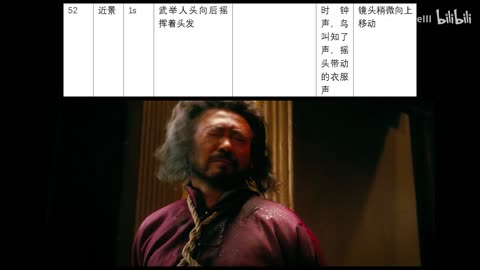 elll bilibili
52 近景 1s 武举人头向后摇 时 钟 镜头稍微向上
挥着头发 声，鸟 移动
叫知了
声，摇
头带动
的衣服
声